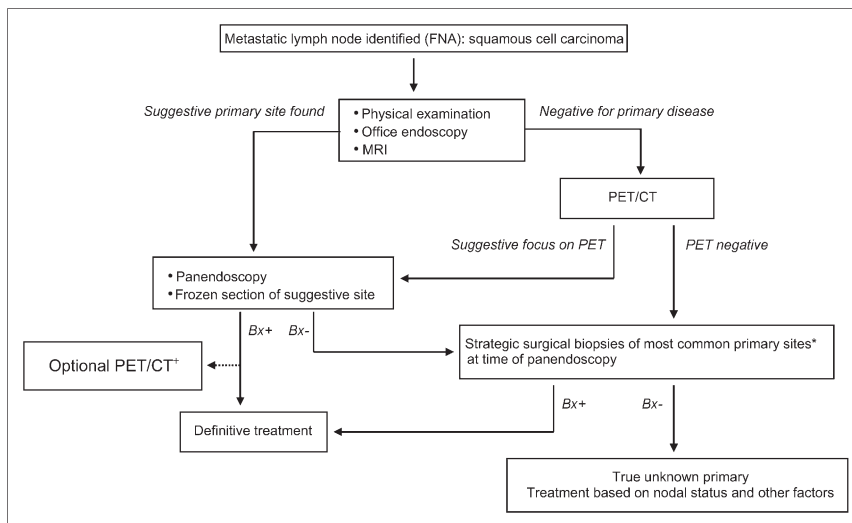 Metastatic lymph node identified (FNA): squamous cell carcinoma
Suggestive primary site found
• Physical examination
• Office endoscopy
• MRI
Negative for primary disease
PET/CT
Suggestive focus on PET
PET negative
• Panendoscopy
• Frozen section of suggestive site
Bx+
Bx-
Optional PET/CT+
Strategic surgical biopsies of most common primary sites*
at time of panendoscopy
Definitive treatment
Bx+
Bx-
True unknown primary
Treatment based on nodal status and other factors